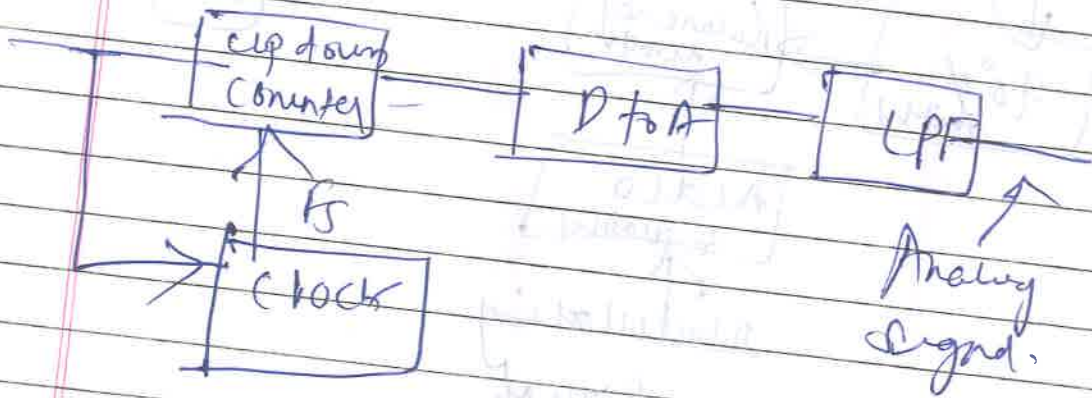 up down
Counter
D to A
LPF
fs
Clock
Analog
Signal.